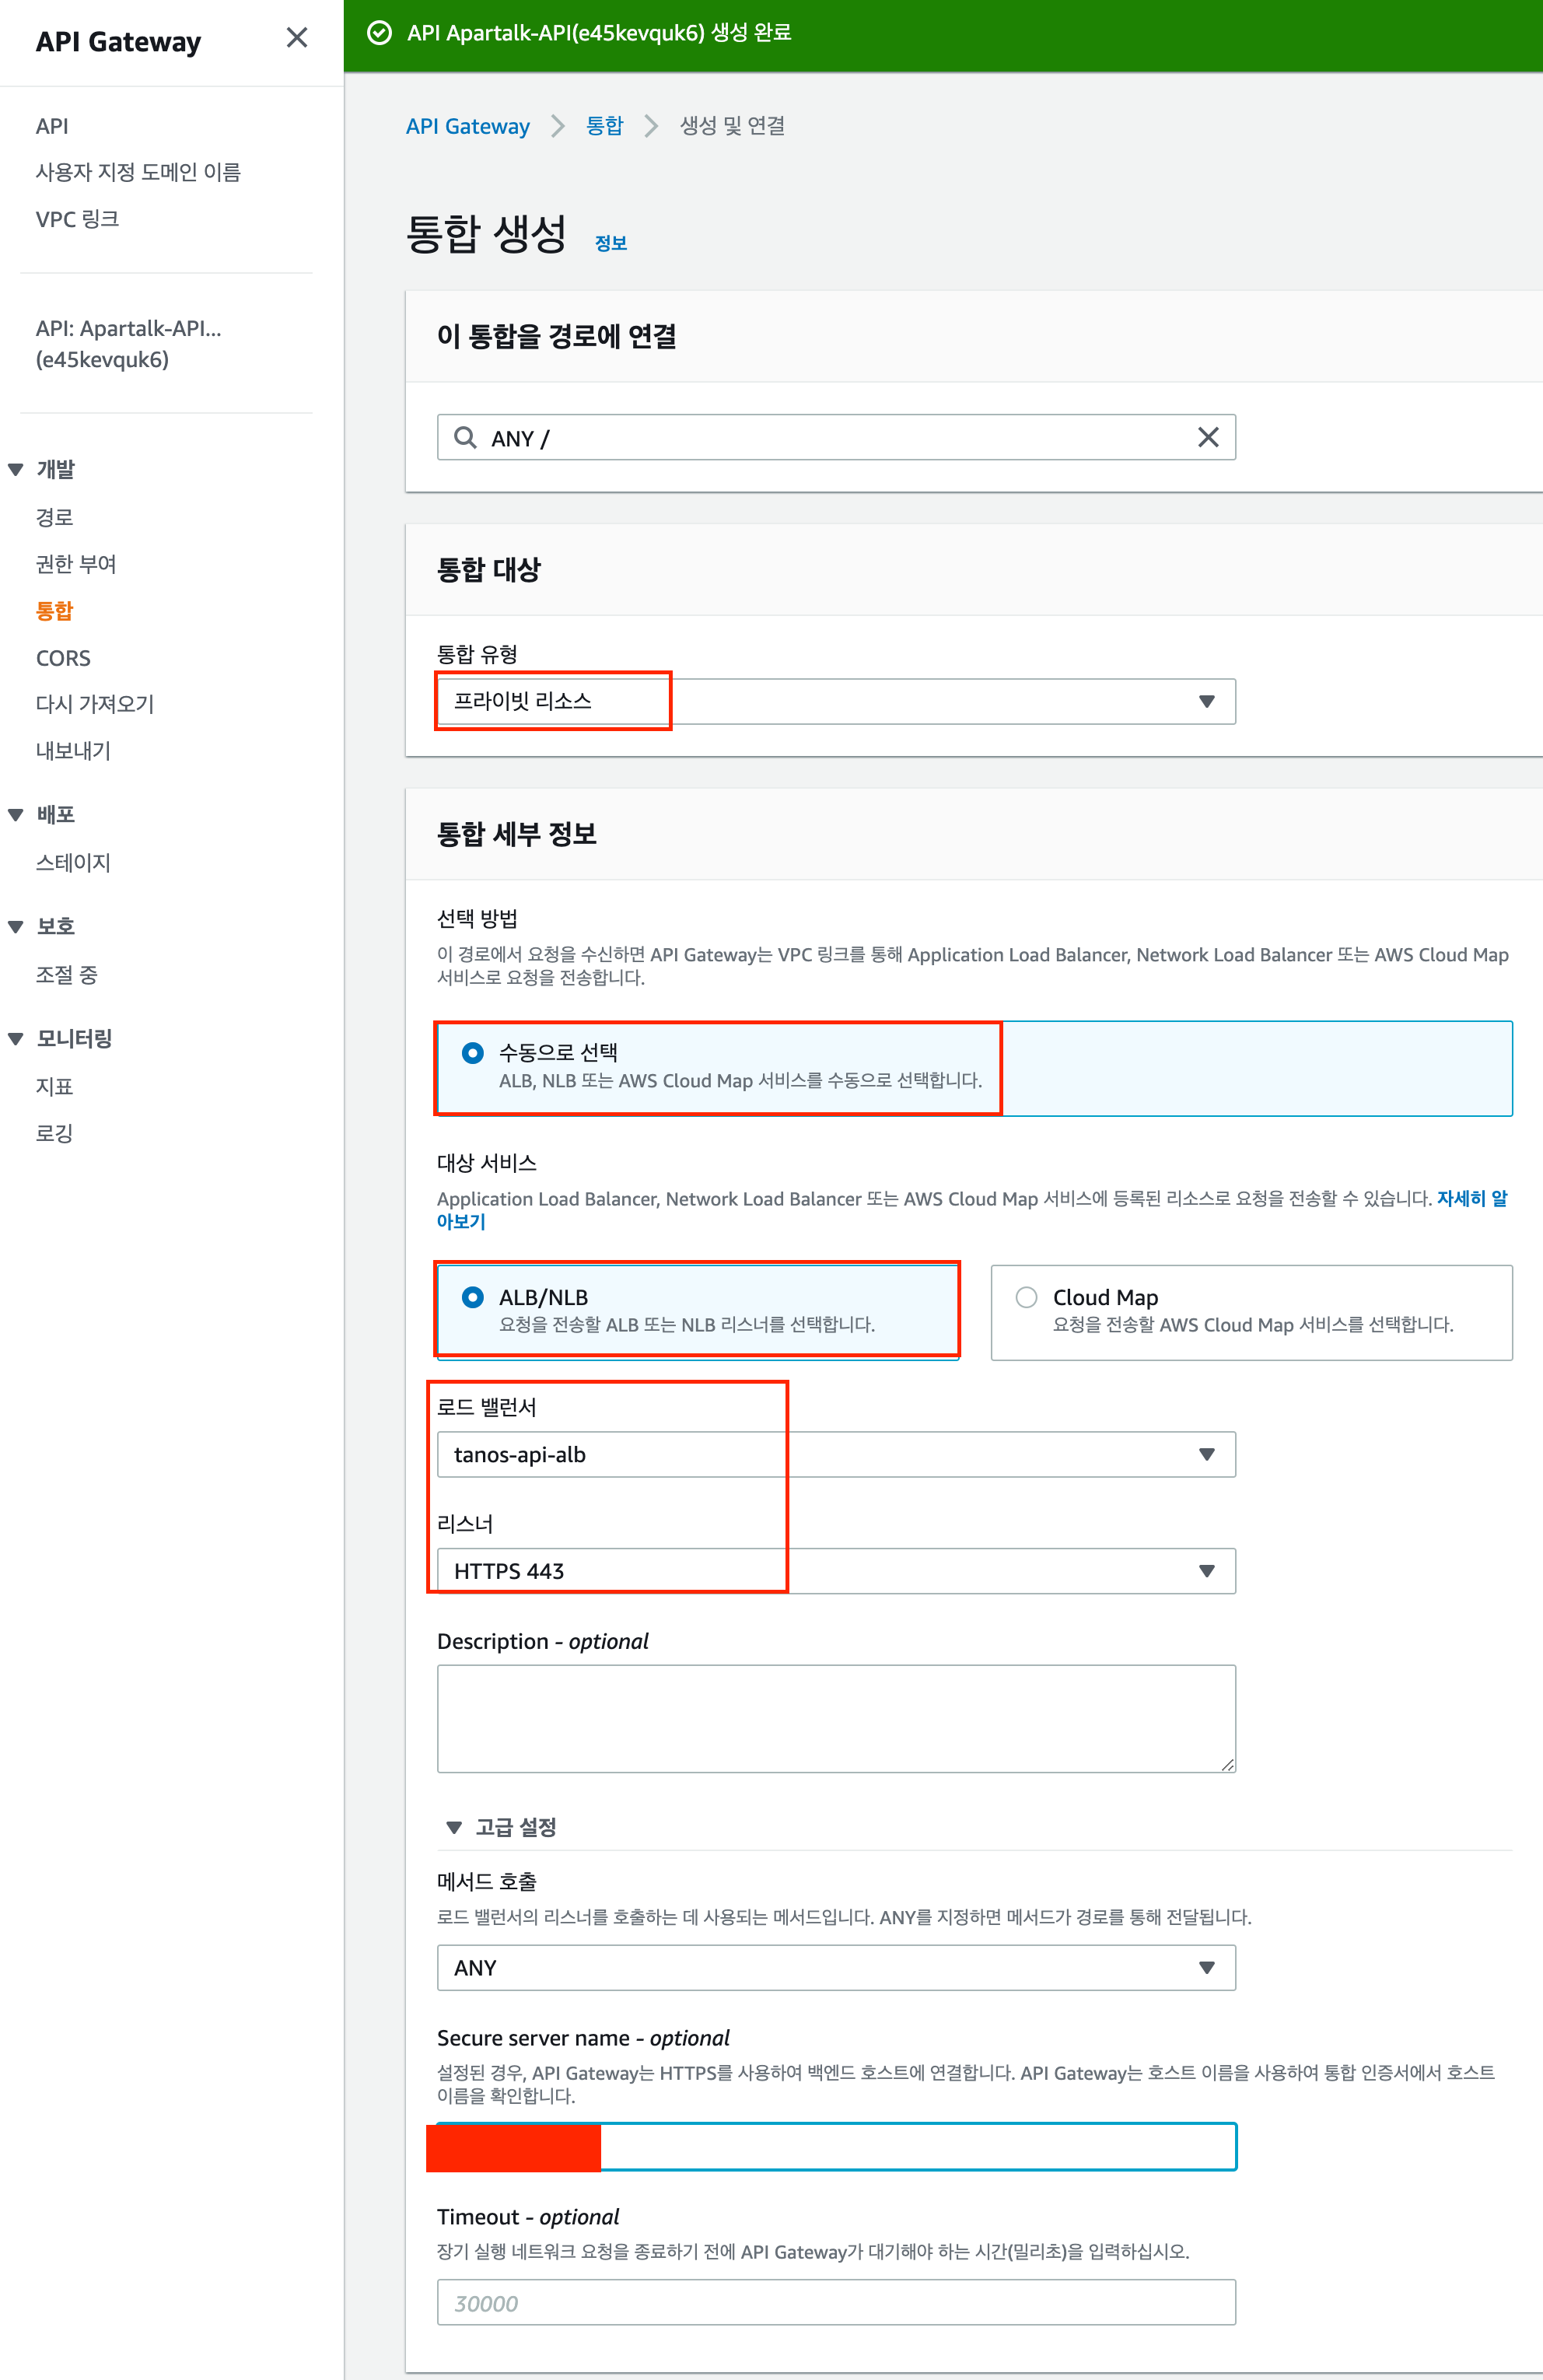 API Gateway
API
사용자 지정 도메인 이름
VPC 링크
API: Apartalk-API...
(e45kevquk6)
개발
경로
권한 부여
통합
CORS
다시 가져오기
내보내기
배포
스테이지
보호
조절 중
모니터링
지표
로깅
API Apartalk-API(e45kevquk6) 생성 완료
API Gateway 통합 생성 및 연결
통합 생성 정보
이 통합을 경로에 연결
ANY /
통합 대상
통합 유형
프라이빗 리소스
통합 세부 정보
선택 방법
이 경로에서 요청을 수신하면 API Gateway는 VPC 링크를 통해 Application Load Balancer, Network Load Balancer 또는 AWS Cloud Map
서비스로 요청을 전송합니다.
수동으로 선택
ALB, NLB 또는 AWS Cloud Map 서비스를 수동으로 선택합니다.
대상 서비스
Application Load Balancer, Network Load Balancer 또는 AWS Cloud Map 서비스에 등록된 리소스로 요청을 전송할 수 있습니다. 자세히 알
아보기
ALB/NLB
요청을 전송할 ALB 또는 NLB 리스너를 선택합니다.
Cloud Map
요청을 전송할 AWS Cloud Map 서비스를 선택합니다.
로드 밸런서
tanos-api-alb
리스너
HTTPS 443
Description - optional
고급 설정
메서드 호출
로드 밸런서의 리스너를 호출하는 데 사용되는 메서드입니다. ANY를 지정하면 메서드가 경로를 통해 전달됩니다.
ANY
Secure server name - optional
설정된 경우, API Gateway는 HTTPS를 사용하여 백엔드 호스트에 연결합니다. API Gateway는 호스트 이름을 사용하여 통합 인증서에서 호스트
이름을 확인합니다.
Timeout - optional
장기 실행 네트워크 요청을 종료하기 전에 API Gateway가 대기해야 하는 시간(밀리초)을 입력하십시오.
30000